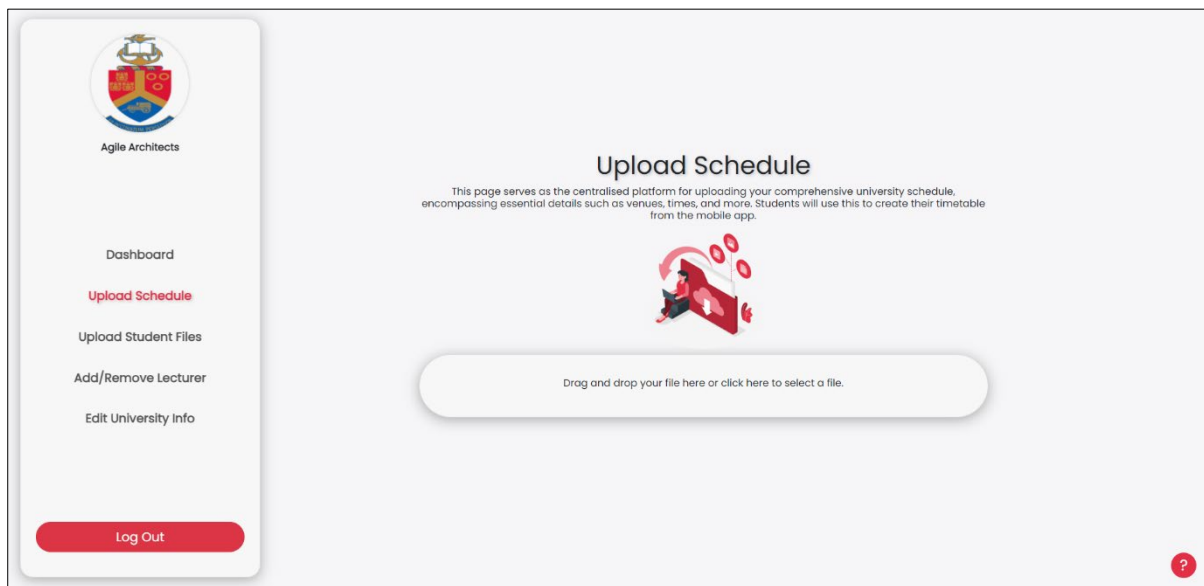 Agile Architects
Dashboard
Upload Schedule
Upload Student Files
Add/Remove Lecturer
Edit University Info
Log Out
Upload Schedule
This page serves as the centralised platform for uploading your comprehensive university schedule,
encompassing essential details such as venues, times, and more. Students will use this to create their timetable
from the mobile app.
Drag and drop your file here or click here to select a file.
?